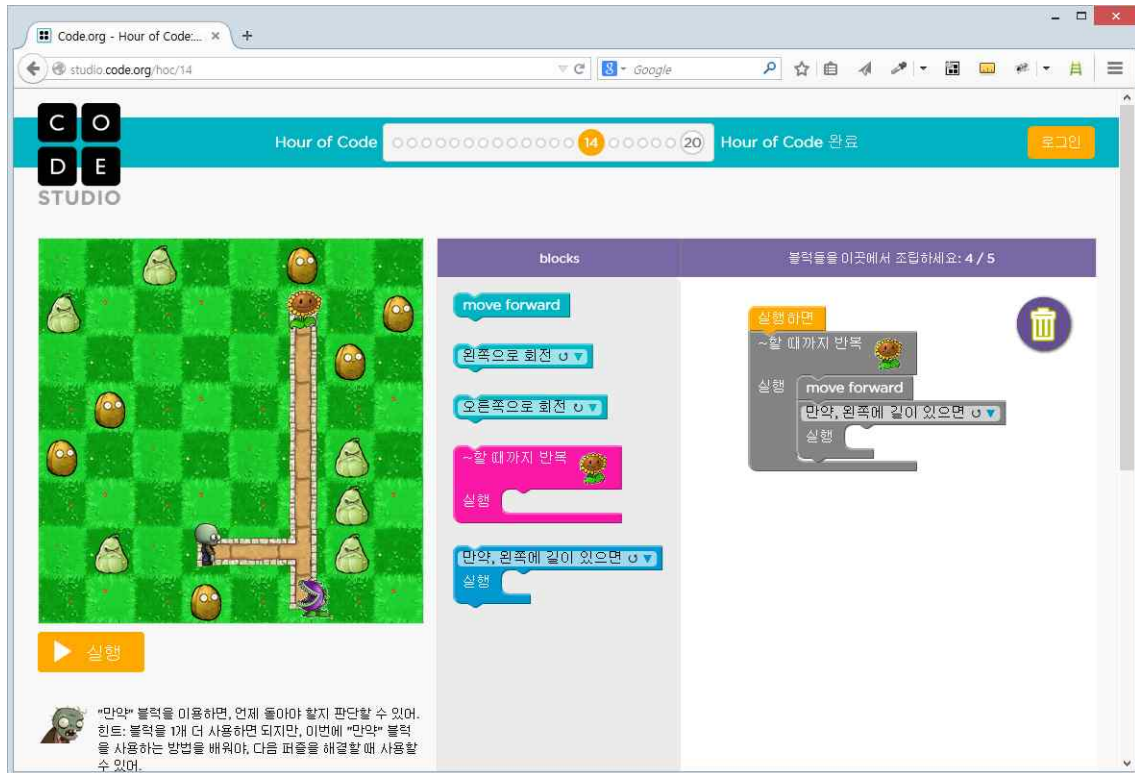 Code.org - Hour of Code:...
studio.code.org/hoc/14
Google
CODE
STUDIO
Hour of Code 14 20 Hour of Code 완료
로그인
blocks
블럭들을 이곳에서 조립하세요: 4 / 5
move forward
왼쪽으로 회전
오른쪽으로 회전
~할 때까지 반복
실행
만약, 왼쪽에 길이 있으면
실행
실행하면
~할 때까지 반복
실행
move forward
만약, 왼쪽에 길이 있으면
실행
실행
"만약" 블럭을 이용하면, 언제 돌아야 할지 판단할 수 있어.
힌트: 블럭을 1개 더 사용하면 되지만, 이번에 "만약" 블럭
을 사용하는 방법을 배워야, 다음 퍼즐을 해결할 때 사용할
수 있어.